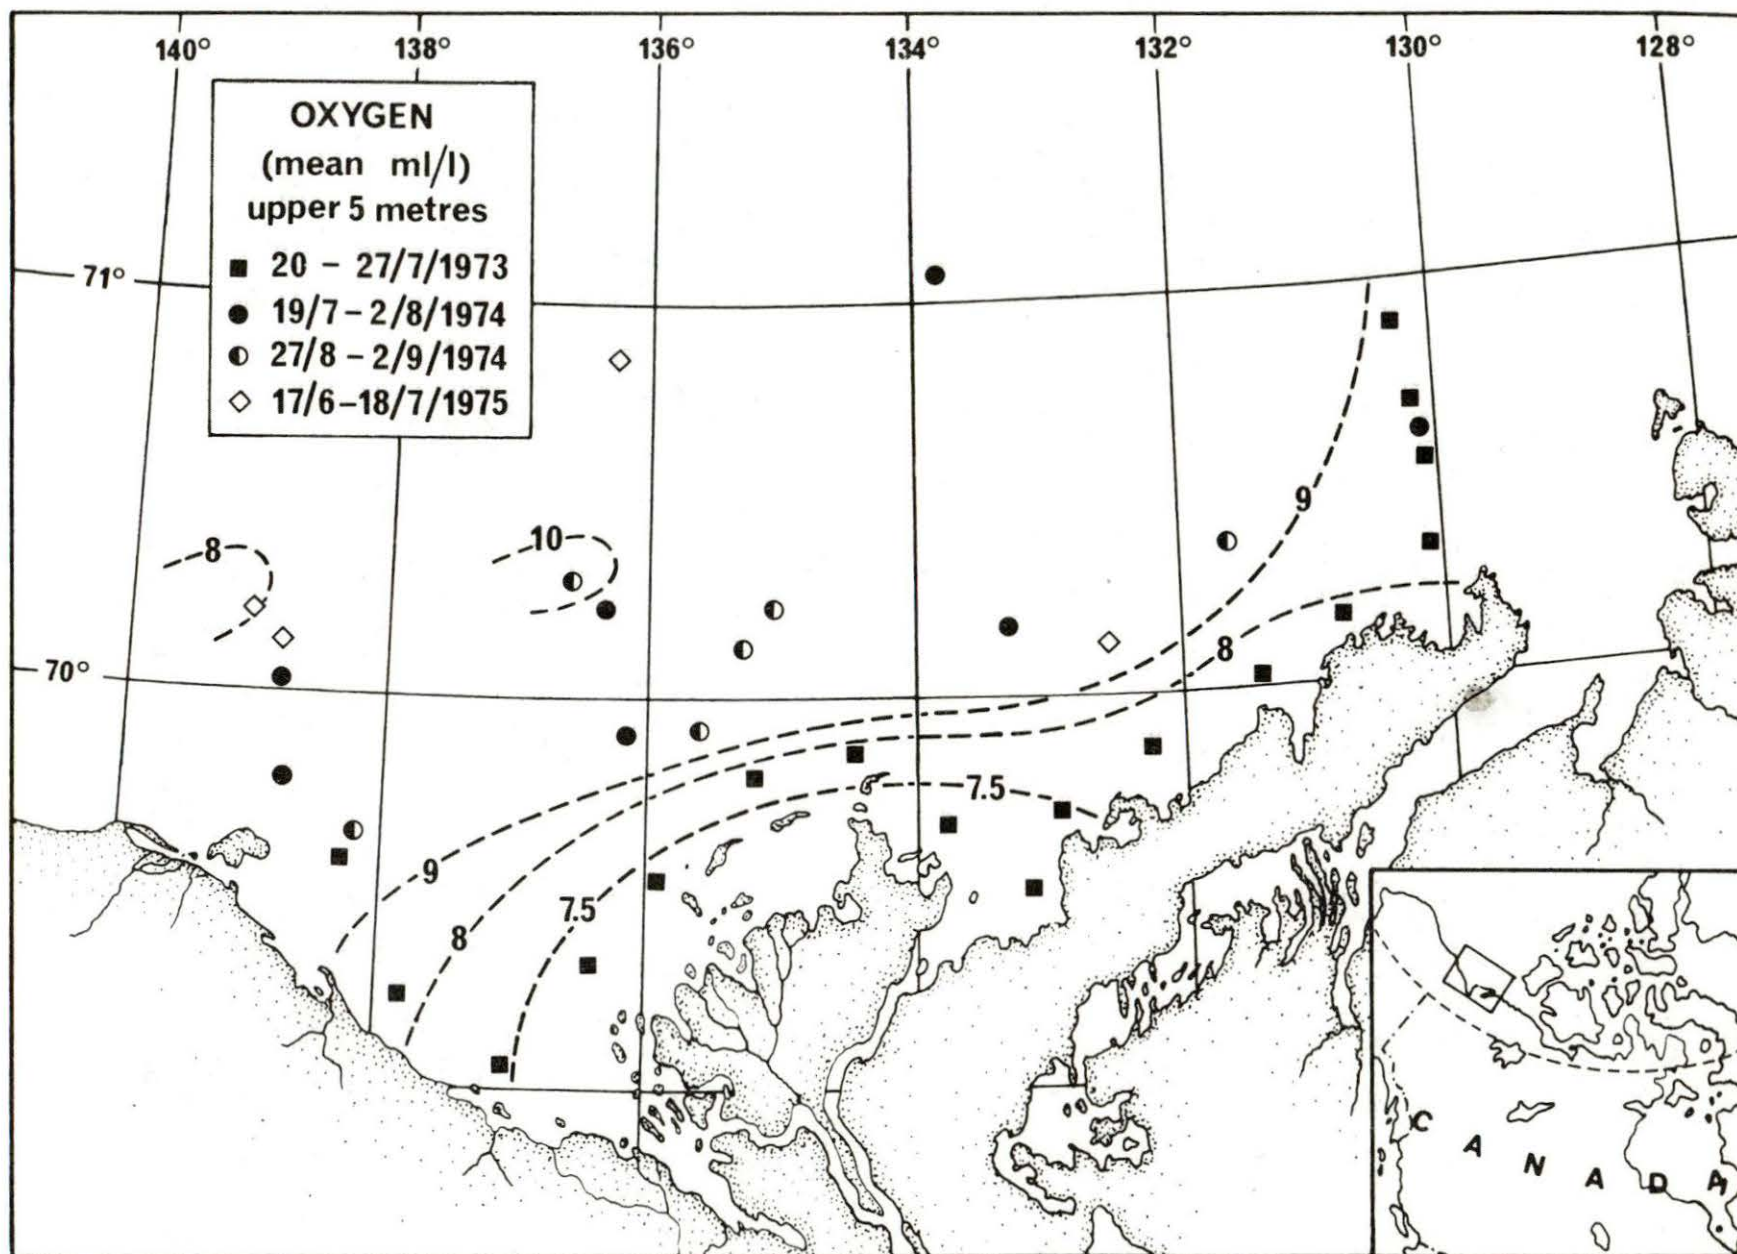 140° 138° 136° 134° 132° 130° 128°
OXYGEN
(mean ml/l)
upper 5 metres
■ 20 – 27/7/1973
● 19/7 – 2/8/1974
◐ 27/8 – 2/9/1974
◇ 17/6 – 18/7/1975
71°
9
8
10
8
70°
7.5
9
7.5
8
CANADA